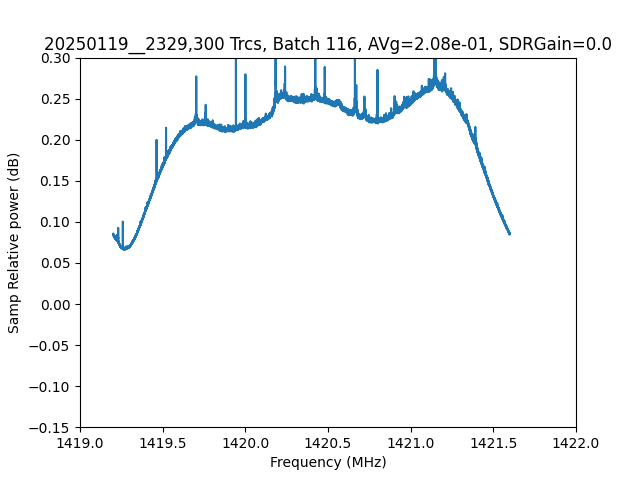 20250119__2329,300 Trcs, Batch 116, AVg=2.08e-01, SDRGain=0.0
0.30
0.25
0.20
0.15
0.10
0.05
0.00
−0.05
−0.10
−0.15
Samp Relative power (dB)
1419.0 1419.5 1420.0 1420.5 1421.0 1421.5 1422.0
Frequency (MHz)